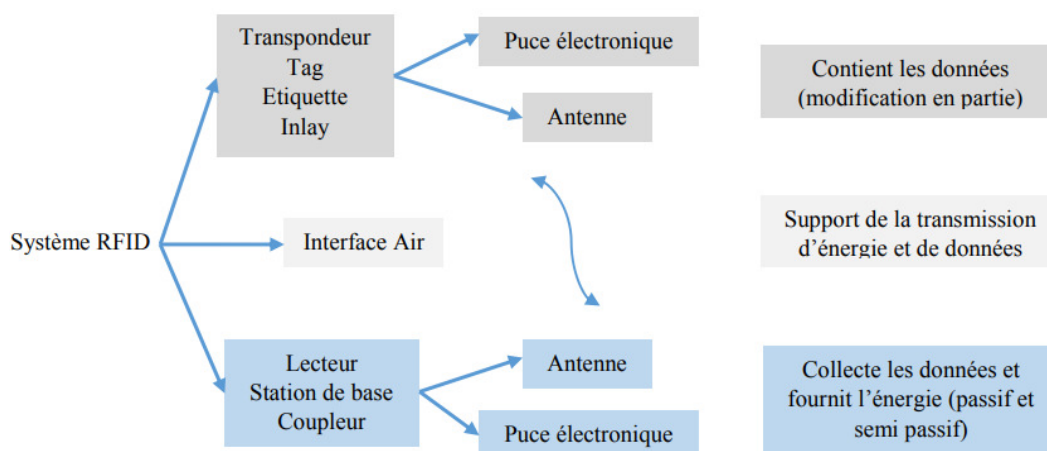 Transpondeur
Tag
Etiquette
Inlay
Puce électronique
Antenne
Contient les données
(modification en partie)
Système RFID
Interface Air
Support de la transmission
d’énergie et de données
Lecteur
Station de base
Coupleur
Antenne
Puce électronique
Collecte les données et
fournit l’énergie (passif et
semi passif)